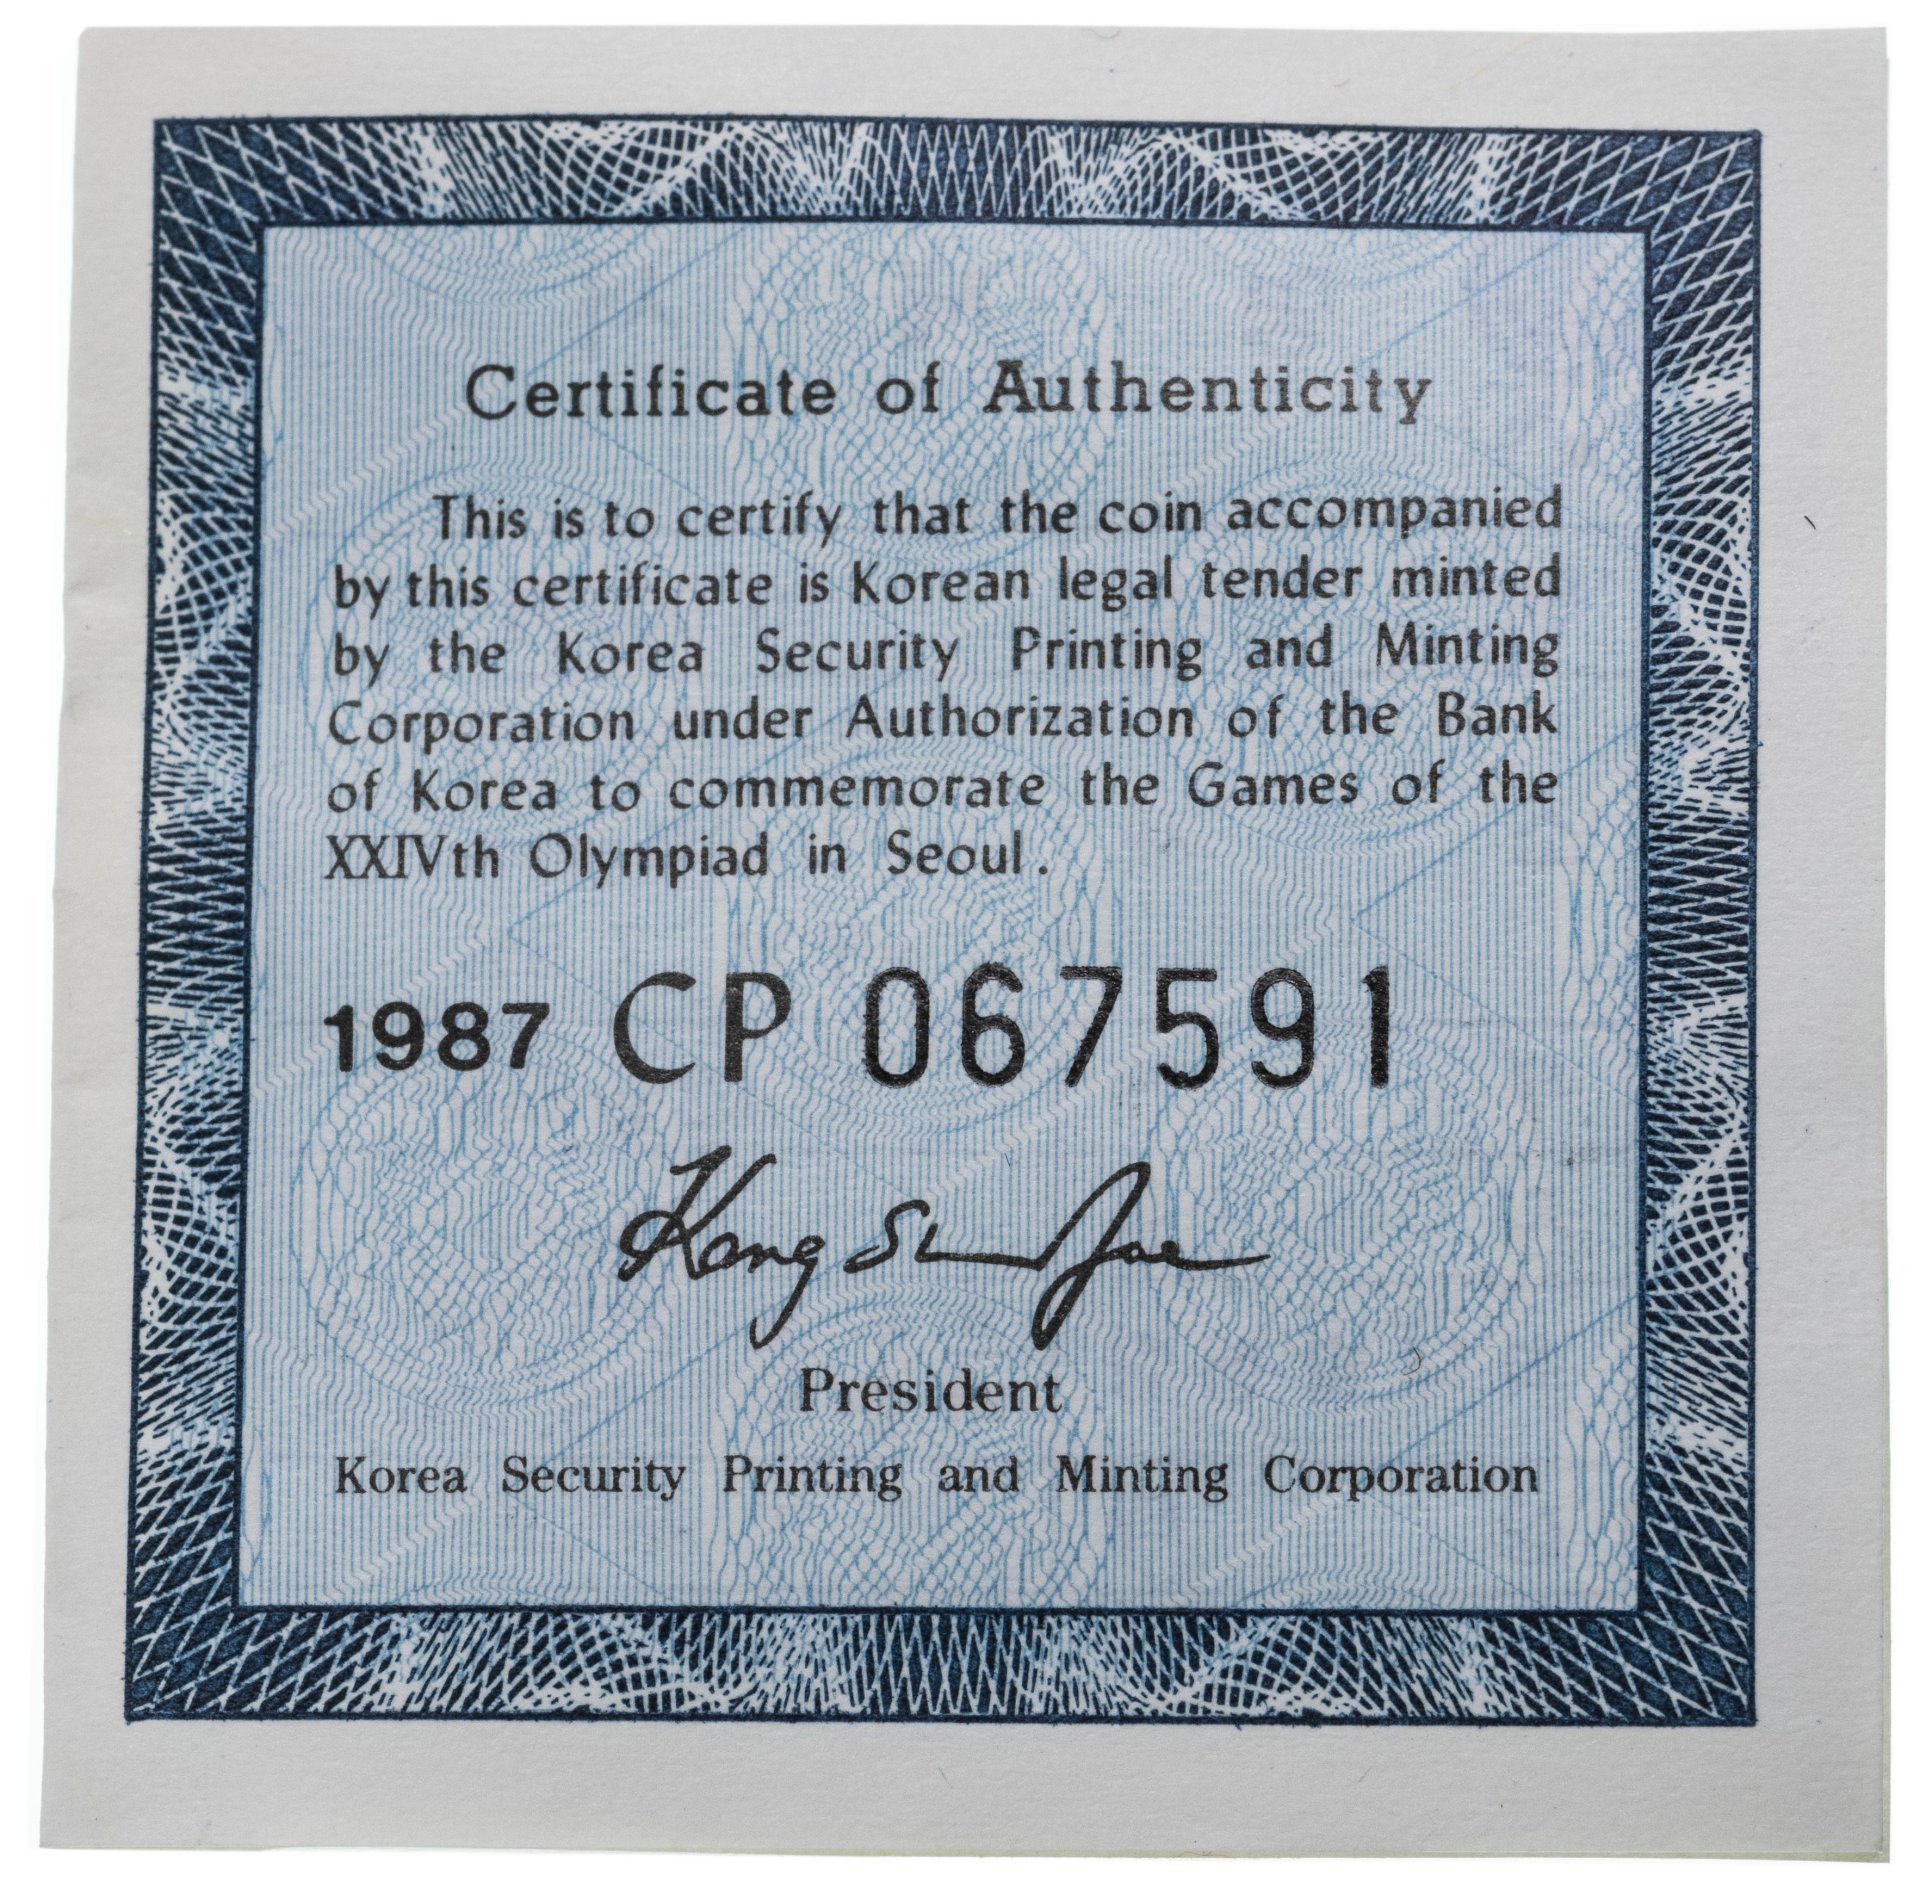 Certificate of Authenticity
This is to certify that the coin accompanied
by this certificate is Korean legal tender minted
by the Korea Security Printing and Minting
Corporation under Authorization of the Bank
of Korea to commemorate the Games of the
XXIVth Olympiad in Seoul.
1987 CP 067591
Kang
President
Korea Security Printing and Minting Corporation